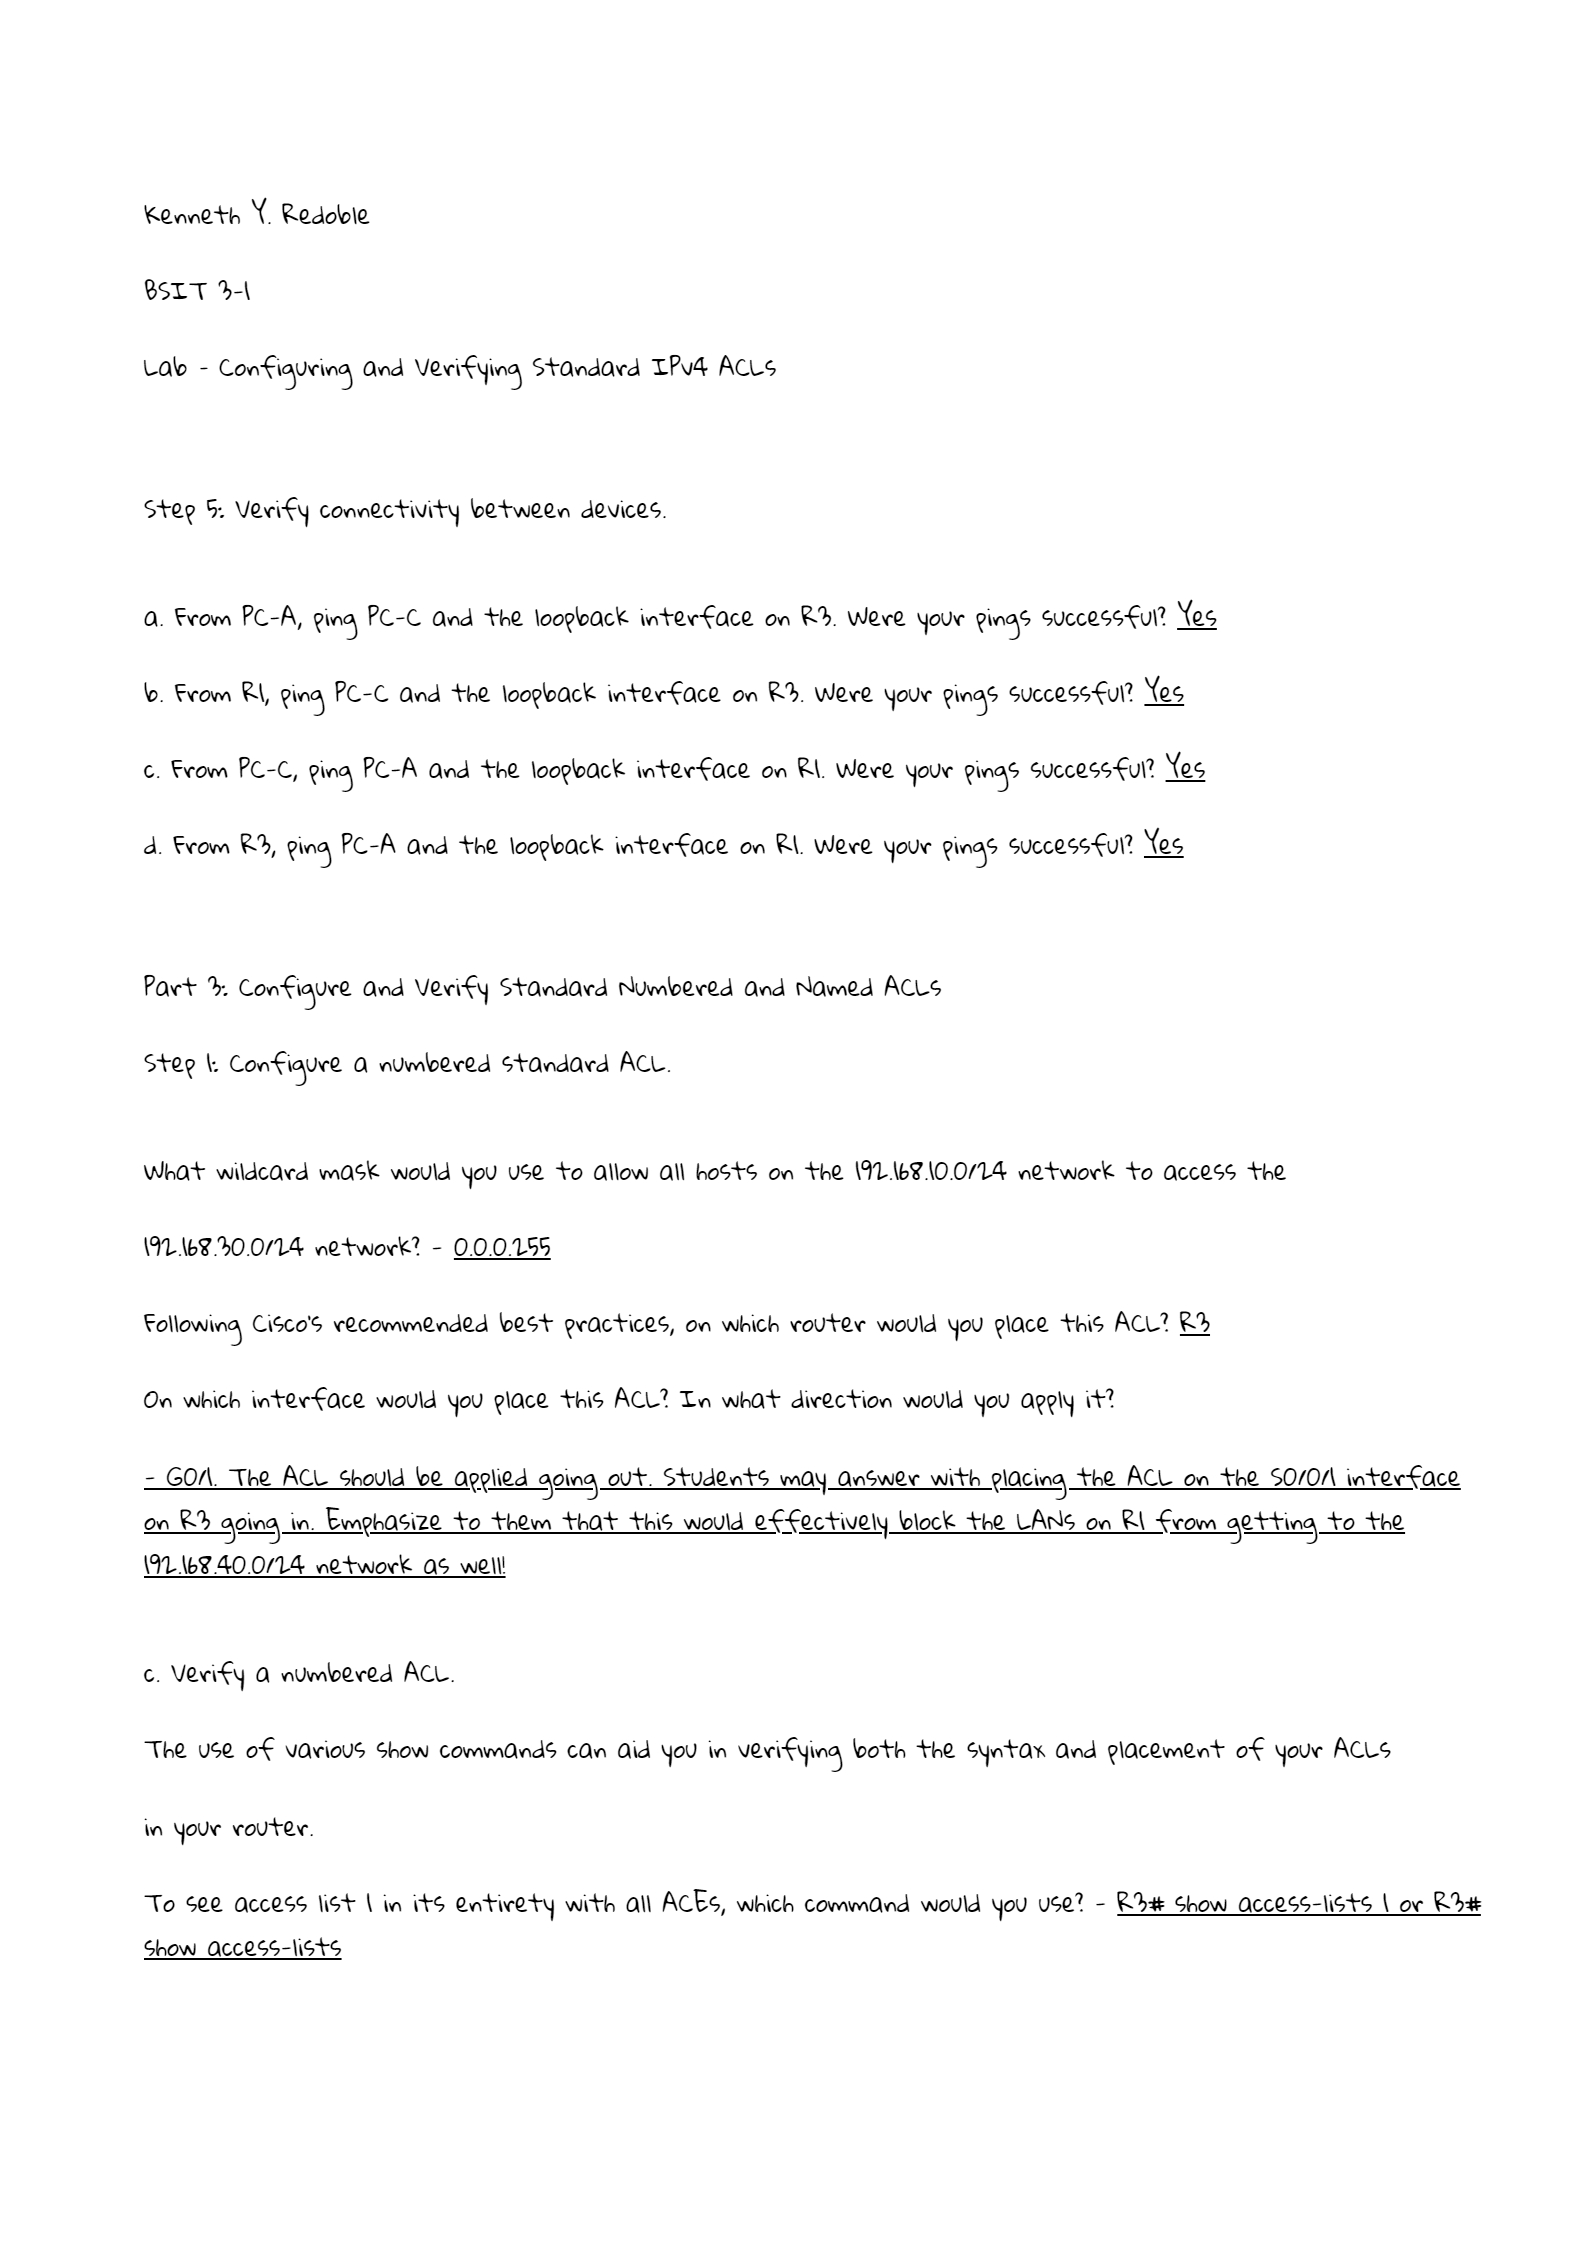 Kenneth Y. Redoble
BSIT 3-1
Lab - Configuring and Verifying Standard IPv4 ACLs
Step 5: Verify connectivity between devices.
a. From PC-A, ping PC-C and the loopback interface on R3. Were your pings successful? Yes
b. From R1, ping PC-C and the loopback interface on R3. Were your pings successful? Yes
c. From PC-C, ping PC-A and the loopback interface on R1. Were your pings successful? Yes
d. From R3, ping PC-A and the loopback interface on R1. Were your pings successful? Yes
Part 3: Configure and Verify Standard Numbered and Named ACLs
Step 1: Configure a numbered standard ACL.
What wildcard mask would you use to allow all hosts on the 192.168.10.0/24 network to access the
192.168.30.0/24 network? - 0.0.0.255
Following Cisco's recommended best practices, on which router would you place this ACL? R3
On which interface would you place this ACL? In what direction would you apply it?
- G0/1. The ACL should be applied going out. Students may answer with placing the ACL on the S0/0/1 interface
on R3 going in. Emphasize to them that this would effectively block the LANs on R1 from getting to the
192.168.40.0/24 network as well!
c. Verify a numbered ACL.
The use of various show commands can aid you in verifying both the syntax and placement of your ACLs
in your router.
To see access list 1 in its entirety with all ACEs, which command would you use? - R3# show access-lists 1 or R3#
show access-lists